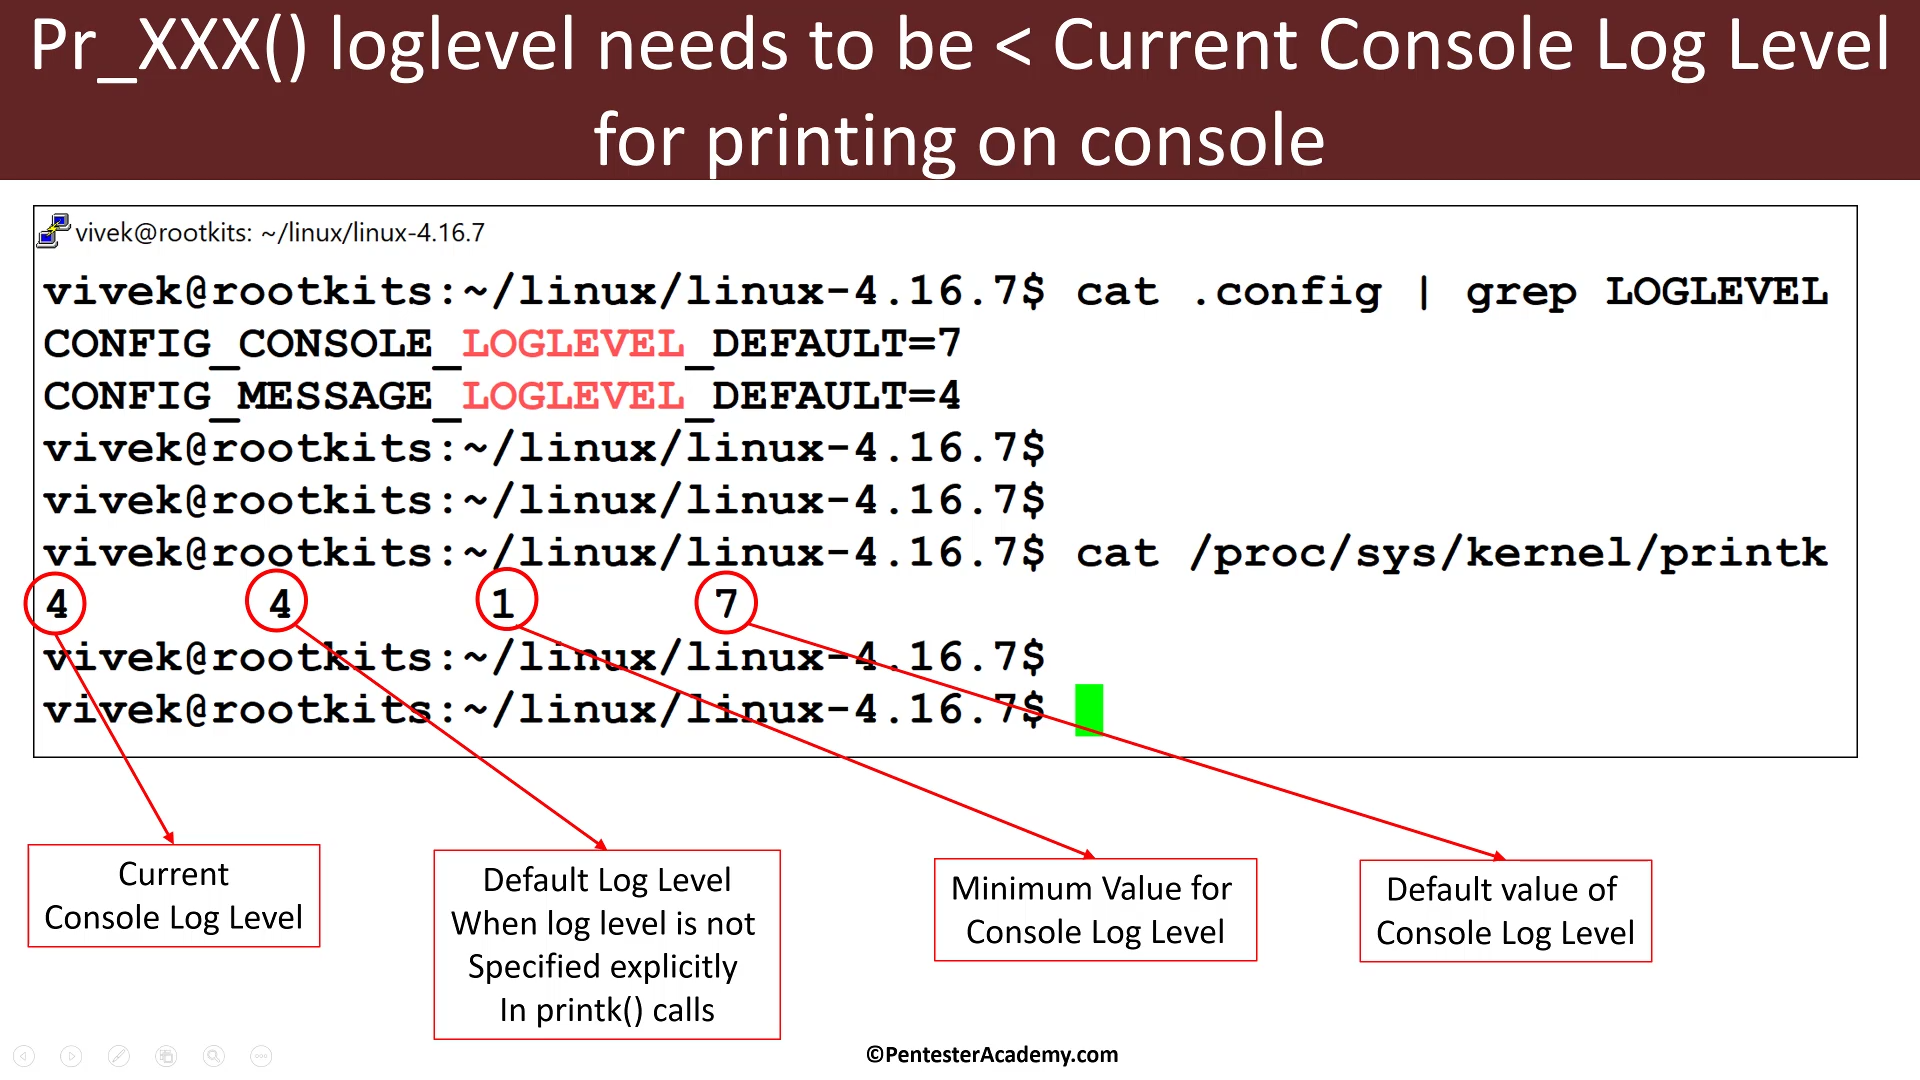 Pr_XXX() loglevel needs to be < Current Console Log Level
for printing on console
vivek@rootkits: ~/linux/linux-4.16.7
vivek@rootkits:~/linux/linux-4.16.7$ cat .config | grep LOGLEVEL
CONFIG_CONSOLE_LOGLEVEL_DEFAULT=7
CONFIG_MESSAGE_LOGLEVEL_DEFAULT=4
vivek@rootkits:~/linux/linux-4.16.7$
vivek@rootkits:~/linux/linux-4.16.7$
vivek@rootkits:~/linux/linux-4.16.7$ cat /proc/sys/kernel/printk
4 4 1 7
vivek@rootkits:~/linux/linux-4.16.7$
vivek@rootkits:~/linux/linux-4.16.7$
Current
Console Log Level
Default Log Level
When log level is not
Specified explicitly
In printk() calls
Minimum Value for
Console Log Level
Default value of
Console Log Level
©PentesterAcademy.com